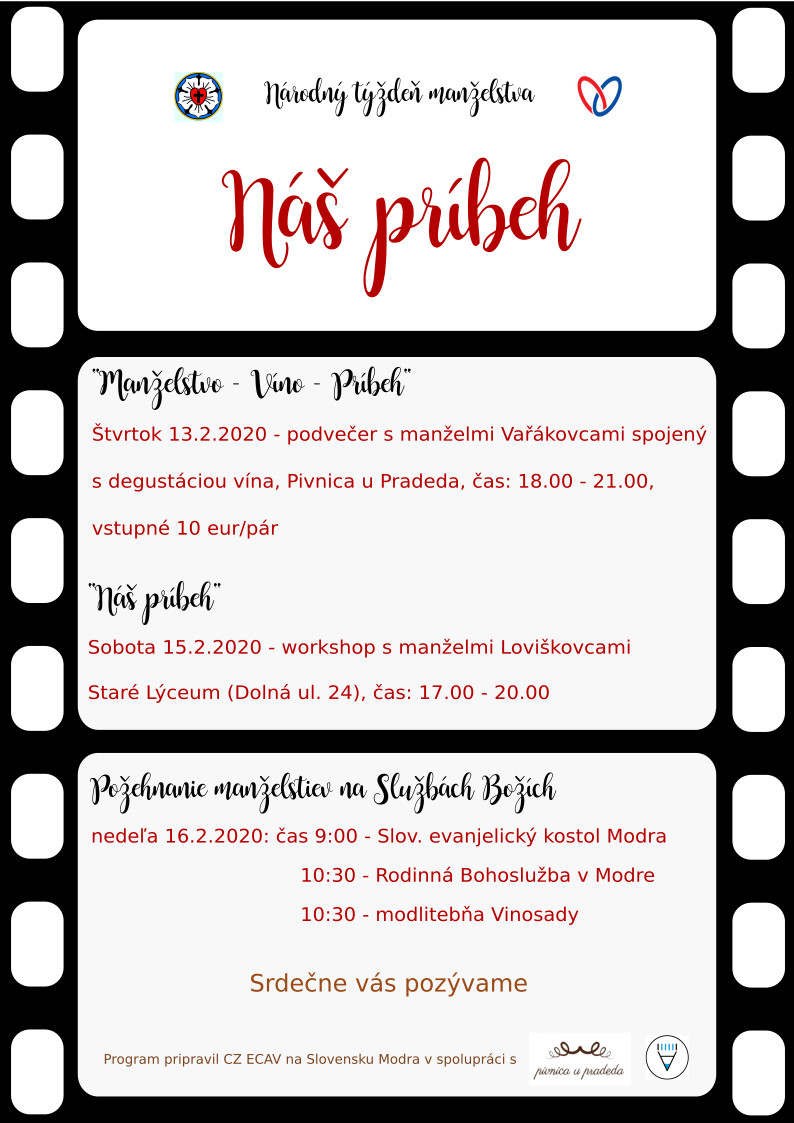 Národný týždeň manželstva
Náš príbeh
"Manželstvo - Víno - Príbeh"
Štvrtok 13.2.2020 - podvečer s manželmi Vařákovcami spojený
s degustáciou vína, Pivnica u Pradeda, čas: 18.00 - 21.00,
vstupné 10 eur/pár
"Náš príbeh"
Sobota 15.2.2020 - workshop s manželmi Loviškovcami
Staré Lýceum (Dolná ul. 24), čas: 17.00 - 20.00
Požehnanie manželstiev na Službách Božích
nedeľa 16.2.2020: čas 9:00 - Slov. evanjelický kostol Modra
10:30 - Rodinná Bohoslužba v Modre
10:30 - modlitebňa Vinosady
Srdečne vás pozývame
Program pripravil CZ ECAV na Slovensku Modra v spolupráci s
pivnica u pradeda